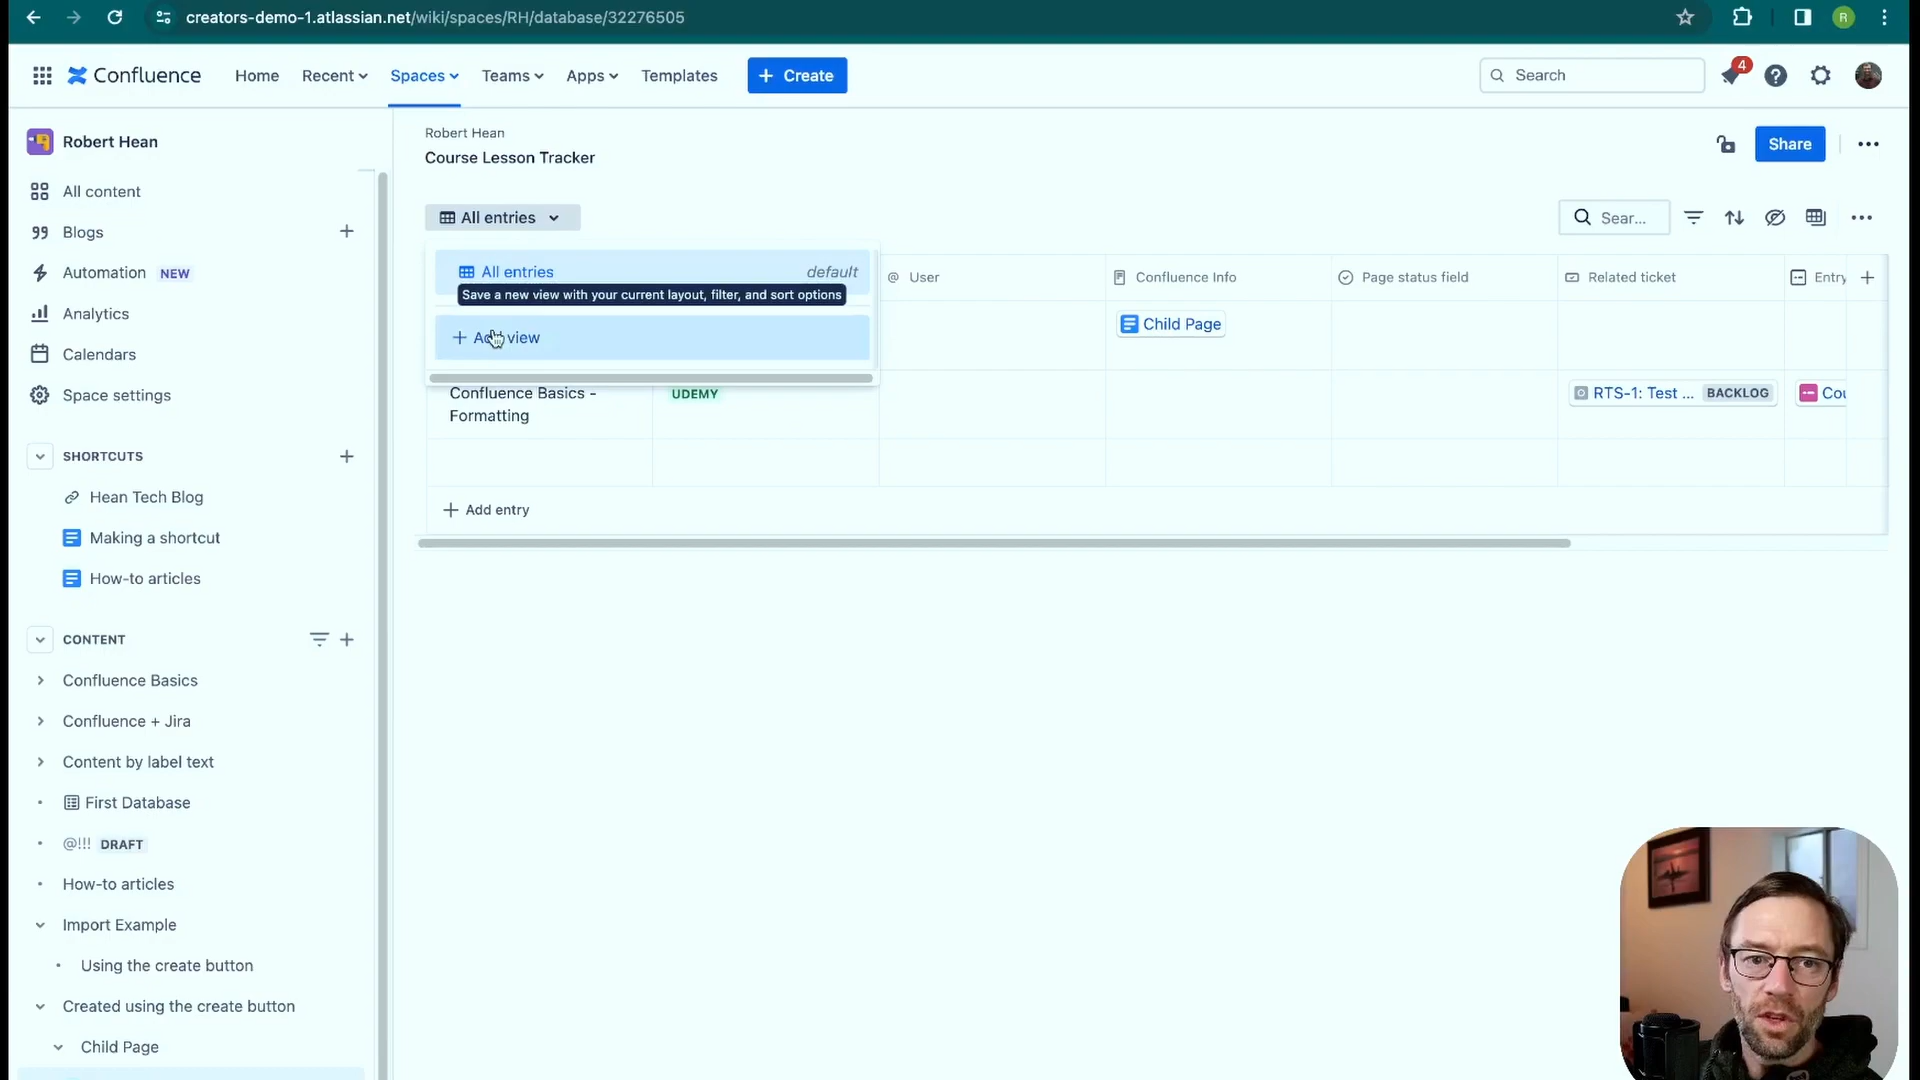 creators-demo-1.atlassian.net/wiki/spaces/RH/database/32276505
R
Confluence
Home
Recent
Spaces
Teams
Apps
Templates
+ Create
Search
4
Robert Hean
All content
Blogs
Automation NEW
Analytics
Calendars
Space settings
SHORTCUTS
Hean Tech Blog
Making a shortcut
How-to articles
CONTENT
Confluence Basics
Confluence + Jira
Content by label text
First Database
@!!! DRAFT
How-to articles
Import Example
Using the create button
Created using the create button
Child Page
Robert Hean
Course Lesson Tracker
Share
All entries
Sear...
All entries default
Save a new view with your current layout, filter, and sort options
+ Add view
@ User
Confluence Info
Page status field
Related ticket
Entry
Child Page
Confluence Basics -
Formatting
UDEMY
RTS-1: Test ... BACKLOG
Cou
+ Add entry